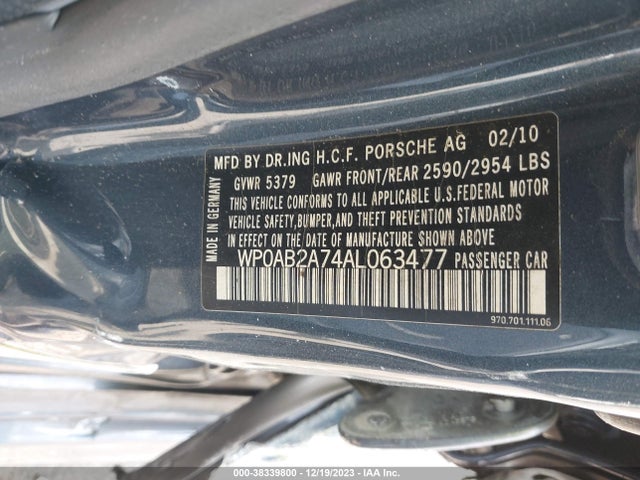 MFD BY DR.ING H.C.F. PORSCHE AG 02/10
GVWR 5379 GAWR FRONT/REAR 2590/2954 LBS
THIS VEHICLE CONFORMS TO ALL APPLICABLE U.S.FEDERAL MOTOR
VEHICLE SAFETY,BUMPER,AND THEFT PREVENTION STANDARDS
IN EFFECT ON THE DATE OF MANUFACTURE SHOWN ABOVE
WP0AB2A74AL063477 PASSENGER CAR
MADE IN GERMANY
970.701.111.06
000-38339800 - 12/19/2023 - IAA Inc.